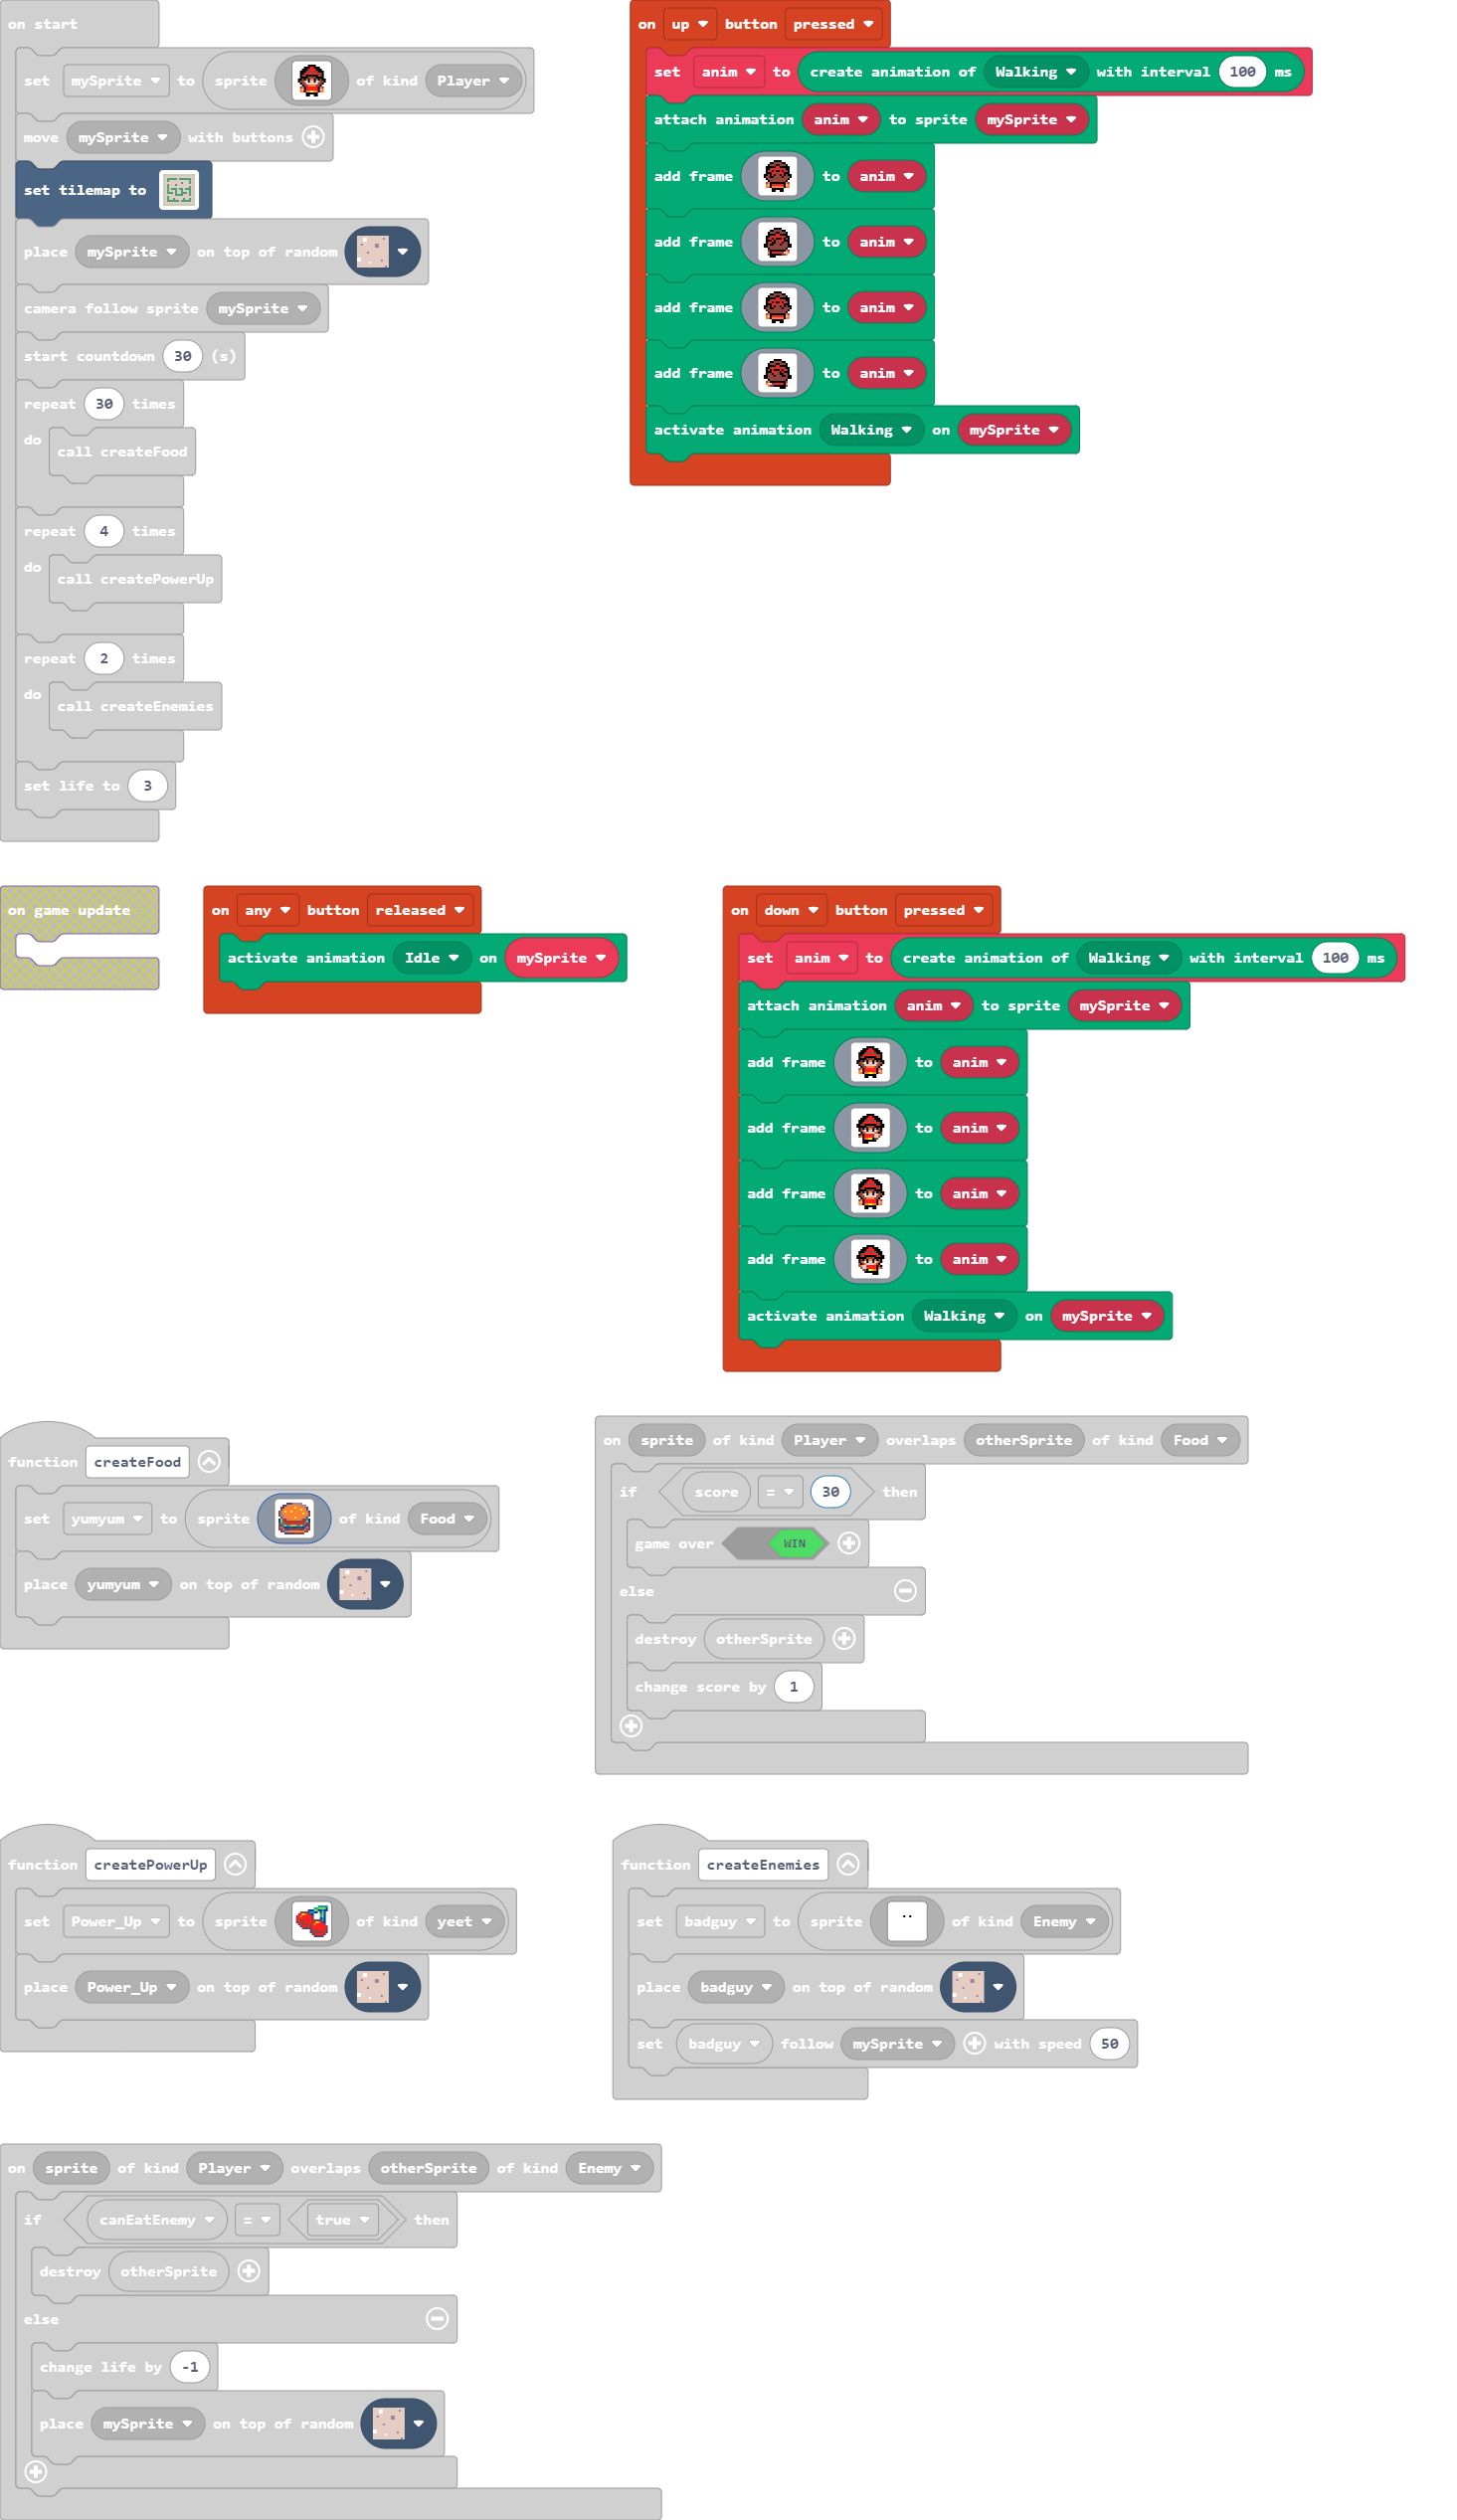 on start
set mySprite to sprite of kind Player
move mySprite with buttons
set tilemap to
place mySprite on top of random
camera follow sprite mySprite
start countdown 30 (s)
repeat 30 times
do
call createFood
repeat 4 times
do
call createPowerUp
repeat 2 times
do
call createEnemies
set life to 3
on up button pressed
set anim to create animation of Walking with interval 100 ms
attach animation anim to sprite mySprite
add frame to anim
add frame to anim
add frame to anim
add frame to anim
activate animation Walking on mySprite
on game update
on any button released
activate animation Idle on mySprite
on down button pressed
set anim to create animation of Walking with interval 100 ms
attach animation anim to sprite mySprite
add frame to anim
add frame to anim
add frame to anim
add frame to anim
activate animation Walking on mySprite
function createFood
set yumyum to sprite of kind Food
place yumyum on top of random
on sprite of kind Player overlaps otherSprite of kind Food
if score = 30 then
game over WIN
else
destroy otherSprite
change score by 1
function createPowerUp
set Power_Up to sprite of kind yeet
place Power_Up on top of random
function createEnemies
set badguy to sprite of kind Enemy
place badguy on top of random
set badguy follow mySprite with speed 50
on sprite of kind Player overlaps otherSprite of kind Enemy
if canEatEnemy = true then
destroy otherSprite
else
change life by -1
place mySprite on top of random